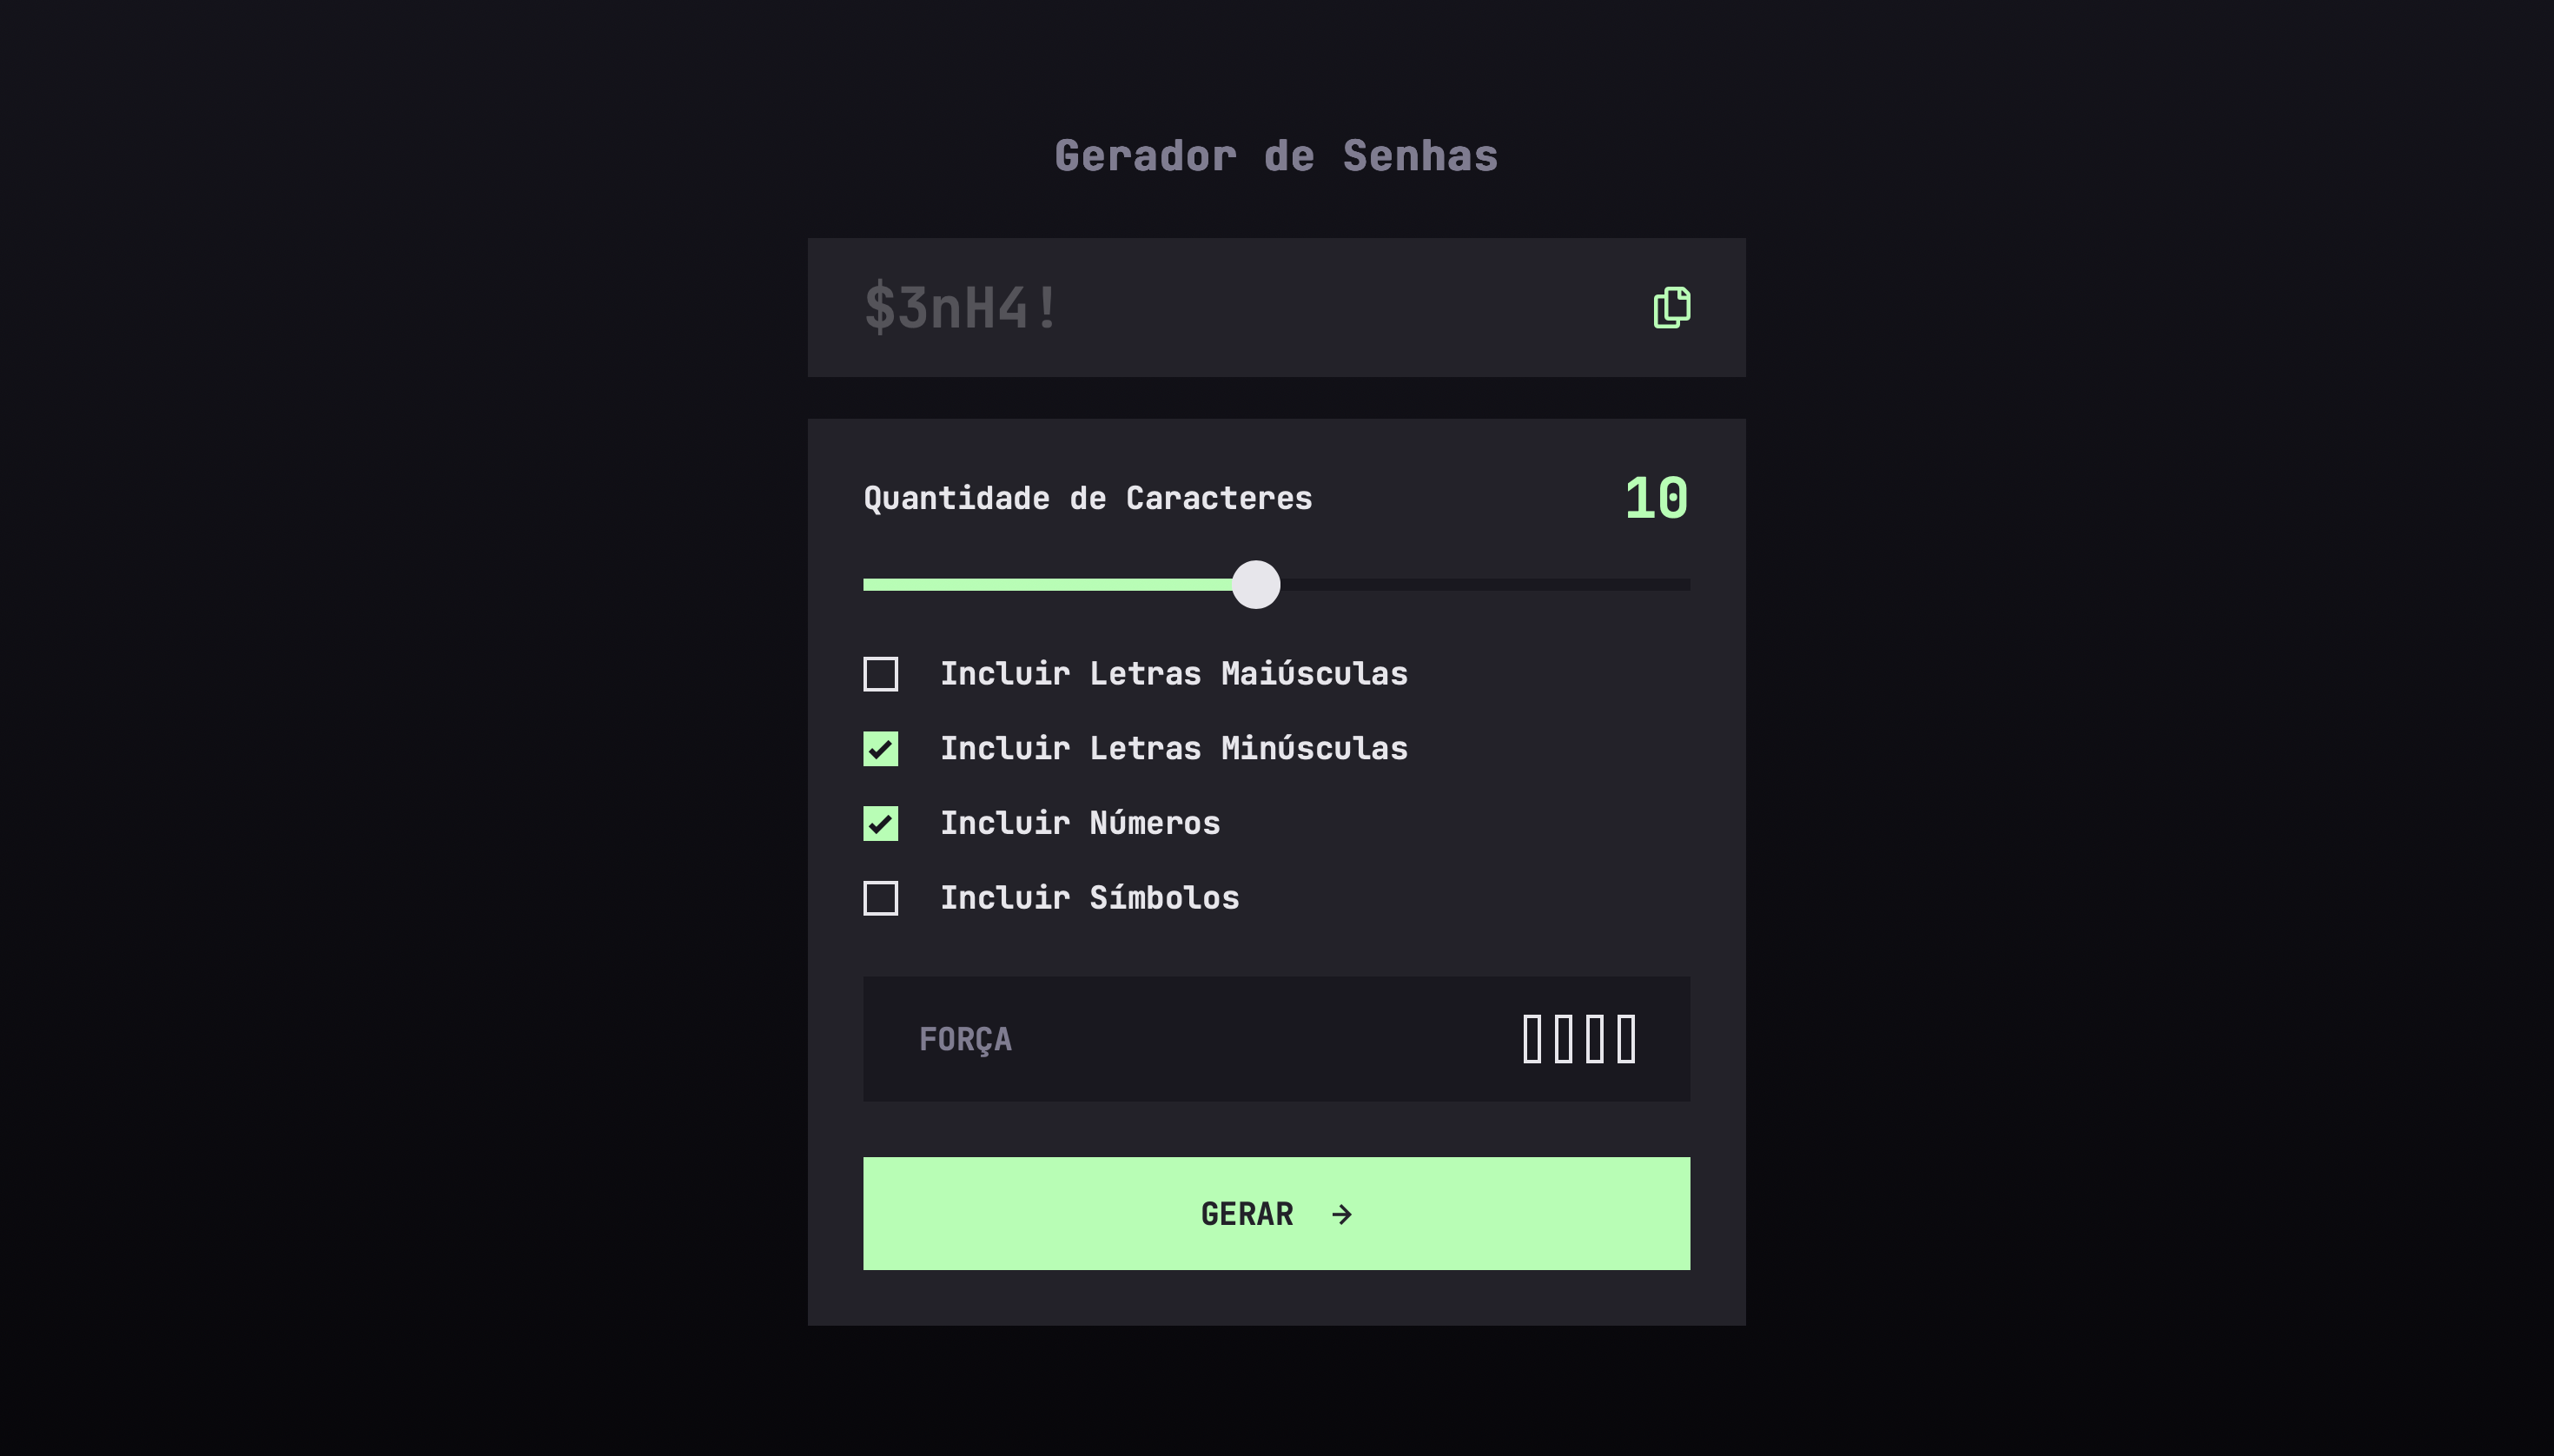 Gerador de Senhas
$3nH4!
Quantidade de Caracteres 10
Incluir Letras Maiúsculas
Incluir Letras Minúsculas
Incluir Números
Incluir Símbolos
FORÇA
GERAR →